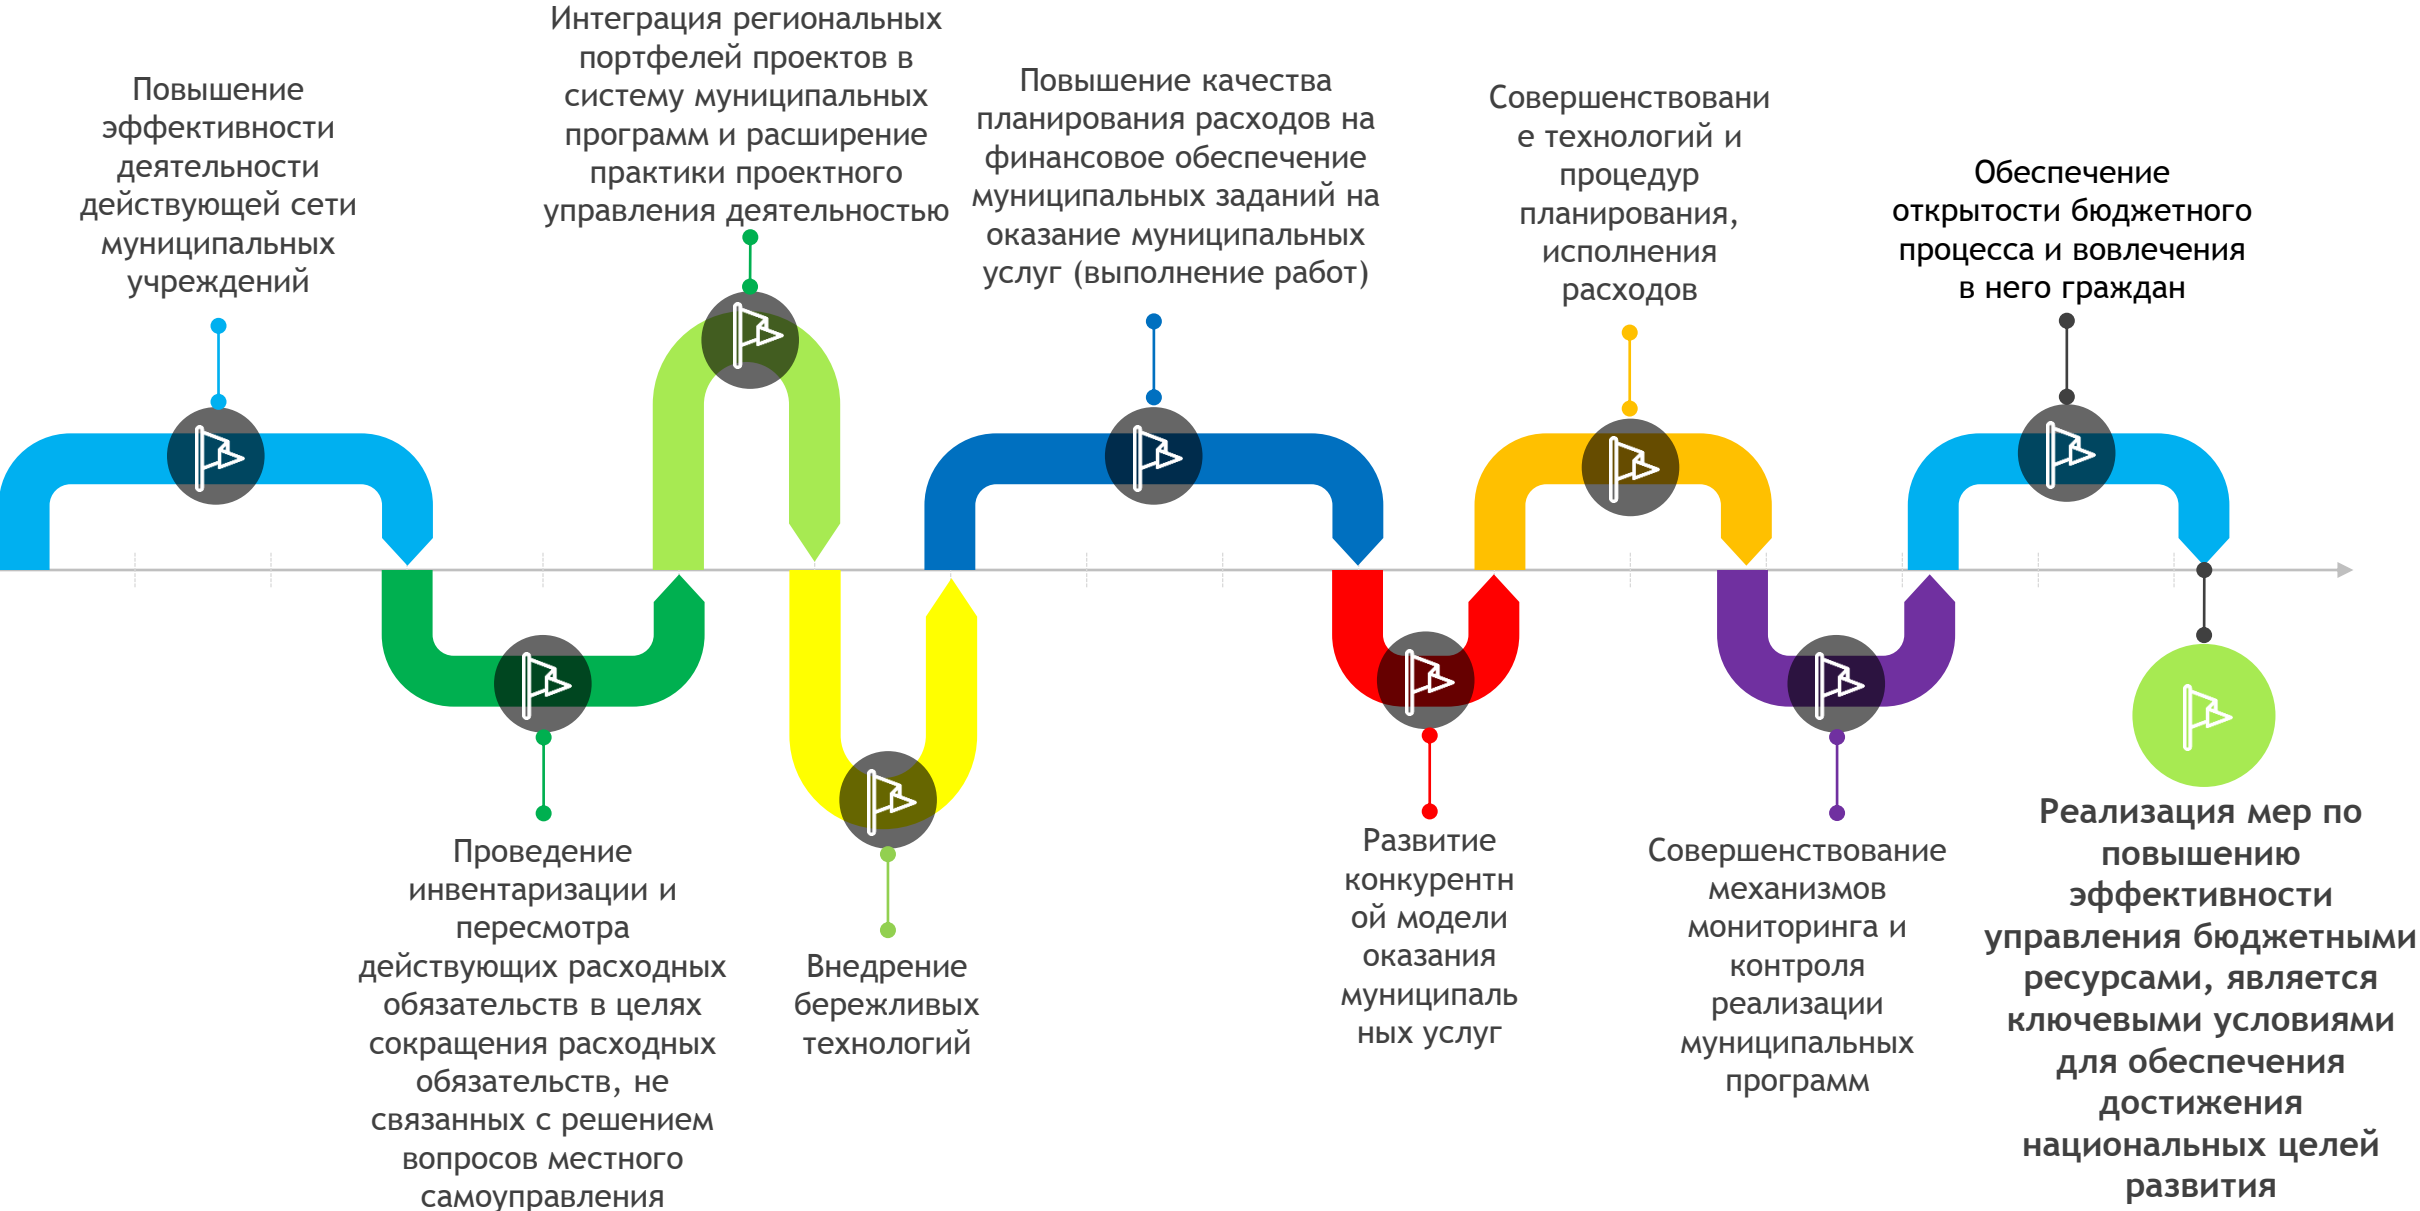 Повышение
эффективности
деятельности
действующей сети
муниципальных
учреждений
Проведение
инвентаризации и
пересмотра
действующих расходных
обязательств в целях
сокращения расходных
обязательств, не
связанных с решением
вопросов местного
самоуправления
Интеграция региональных
портфелей проектов в
систему муниципальных
программ и расширение
практики проектного
управления деятельностью
Внедрение
бережливых
технологий
Повышение качества
планирования расходов на
финансовое обеспечение
муниципальных заданий на
оказание муниципальных
услуг (выполнение работ)
Развитие
конкурентн
ой модели
оказания
муниципаль
ных услуг
Совершенствовани
е технологий и
процедур
планирования,
исполнения
расходов
Совершенствование
механизмов
мониторинга и
контроля
реализации
муниципальных
программ
Обеспечение
открытости бюджетного
процесса и вовлечения
в него граждан
Реализация мер по
повышению
эффективности
управления бюджетными
ресурсами, является
ключевыми условиями
для обеспечения
достижения
национальных целей
развития